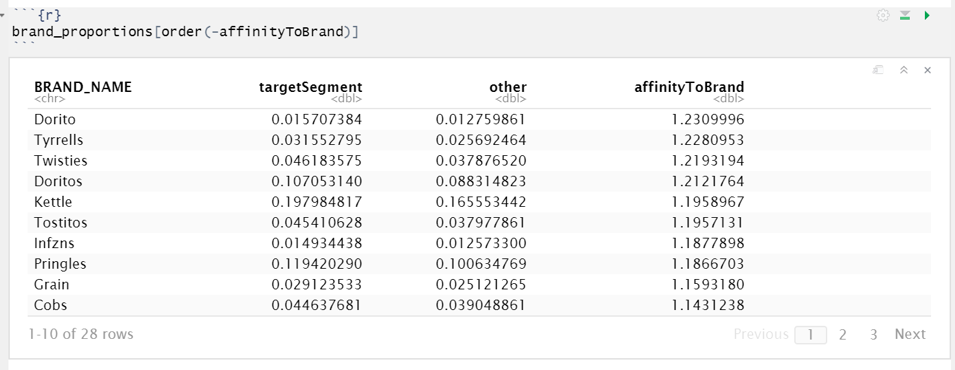 ```{r}
brand_proportions[order(-affinityToBrand)]
```
BRAND_NAME targetSegment other affinityToBrand
<chr> <dbl> <dbl> <dbl>
Dorito 0.015707384 0.012759861 1.2309996
Tyrrells 0.031552795 0.025692464 1.2280953
Twisties 0.046183575 0.037876520 1.2193194
Doritos 0.107053140 0.088314823 1.2121764
Kettle 0.197984817 0.165553442 1.1958967
Tostitos 0.045410628 0.037977861 1.1957131
Infzns 0.014934438 0.012573300 1.1877898
Pringles 0.119420290 0.100634769 1.1866703
Grain 0.029123533 0.025121265 1.1593180
Cobs 0.044637681 0.039048861 1.1431238
1-10 of 28 rows Previous 1 2 3 Next